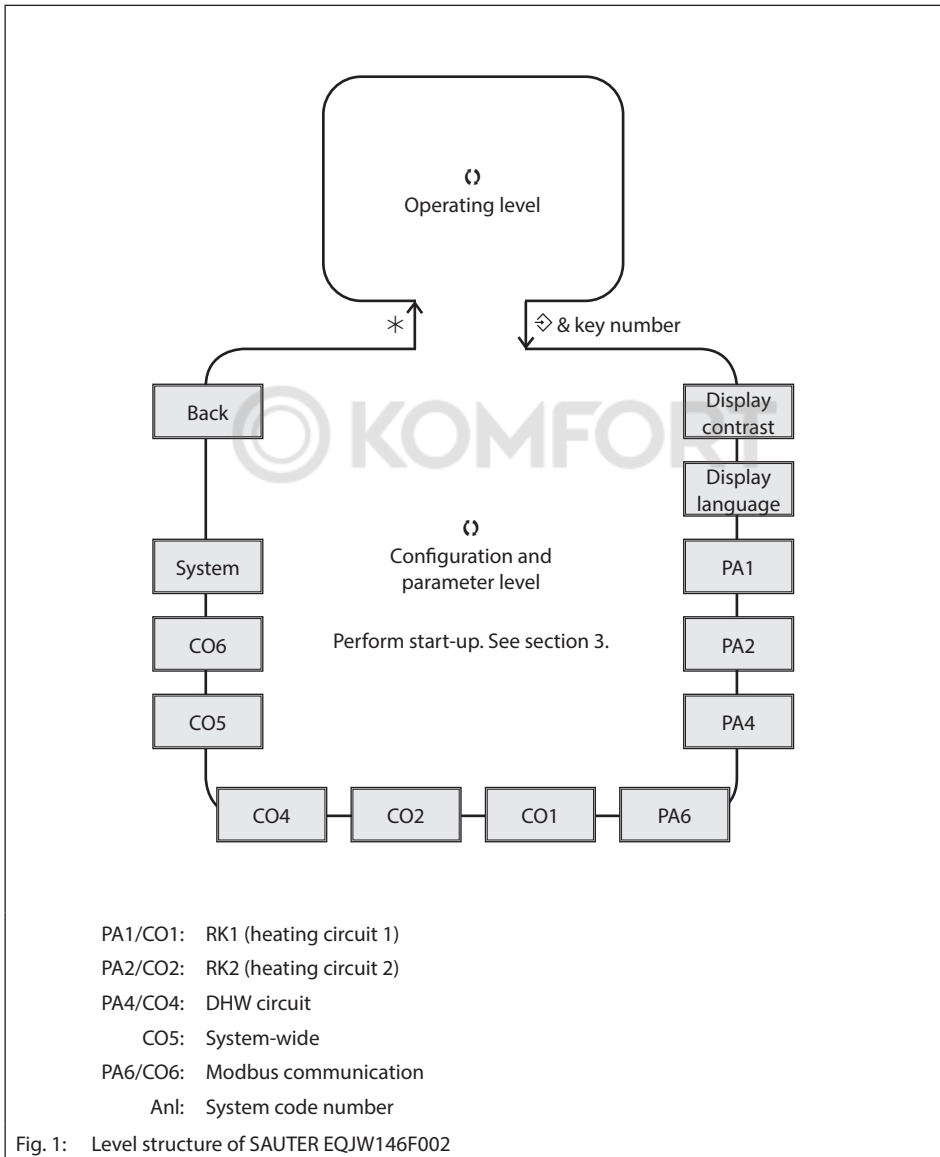 Operating level
* & key number
Back
Display
contrast
KOMFORT
Display
language
Configuration and
parameter level
System
PA1
CO6
Perform start-up. See section 3.
PA2
CO5
PA4
CO4
CO2
CO1
PA6
PA1/CO1: RK1 (heating circuit 1)
PA2/CO2: RK2 (heating circuit 2)
PA4/CO4: DHW circuit
CO5: System-wide
PA6/CO6: Modbus communication
Anl: System code number
Fig. 1: Level structure of SAUTER EQJW146F002